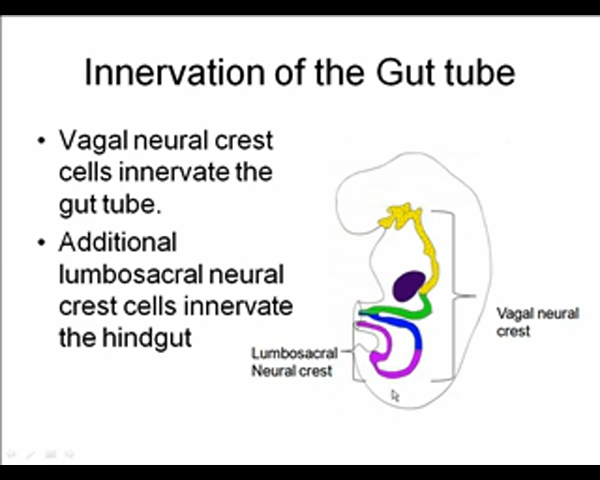 Innervation of the Gut tube
• Vagal neural crest
cells innervate the
gut tube.
• Additional
lumbosacral neural
crest cells innervate
the hindgut
Vagal neural
crest
Lumbosacral
Neural crest